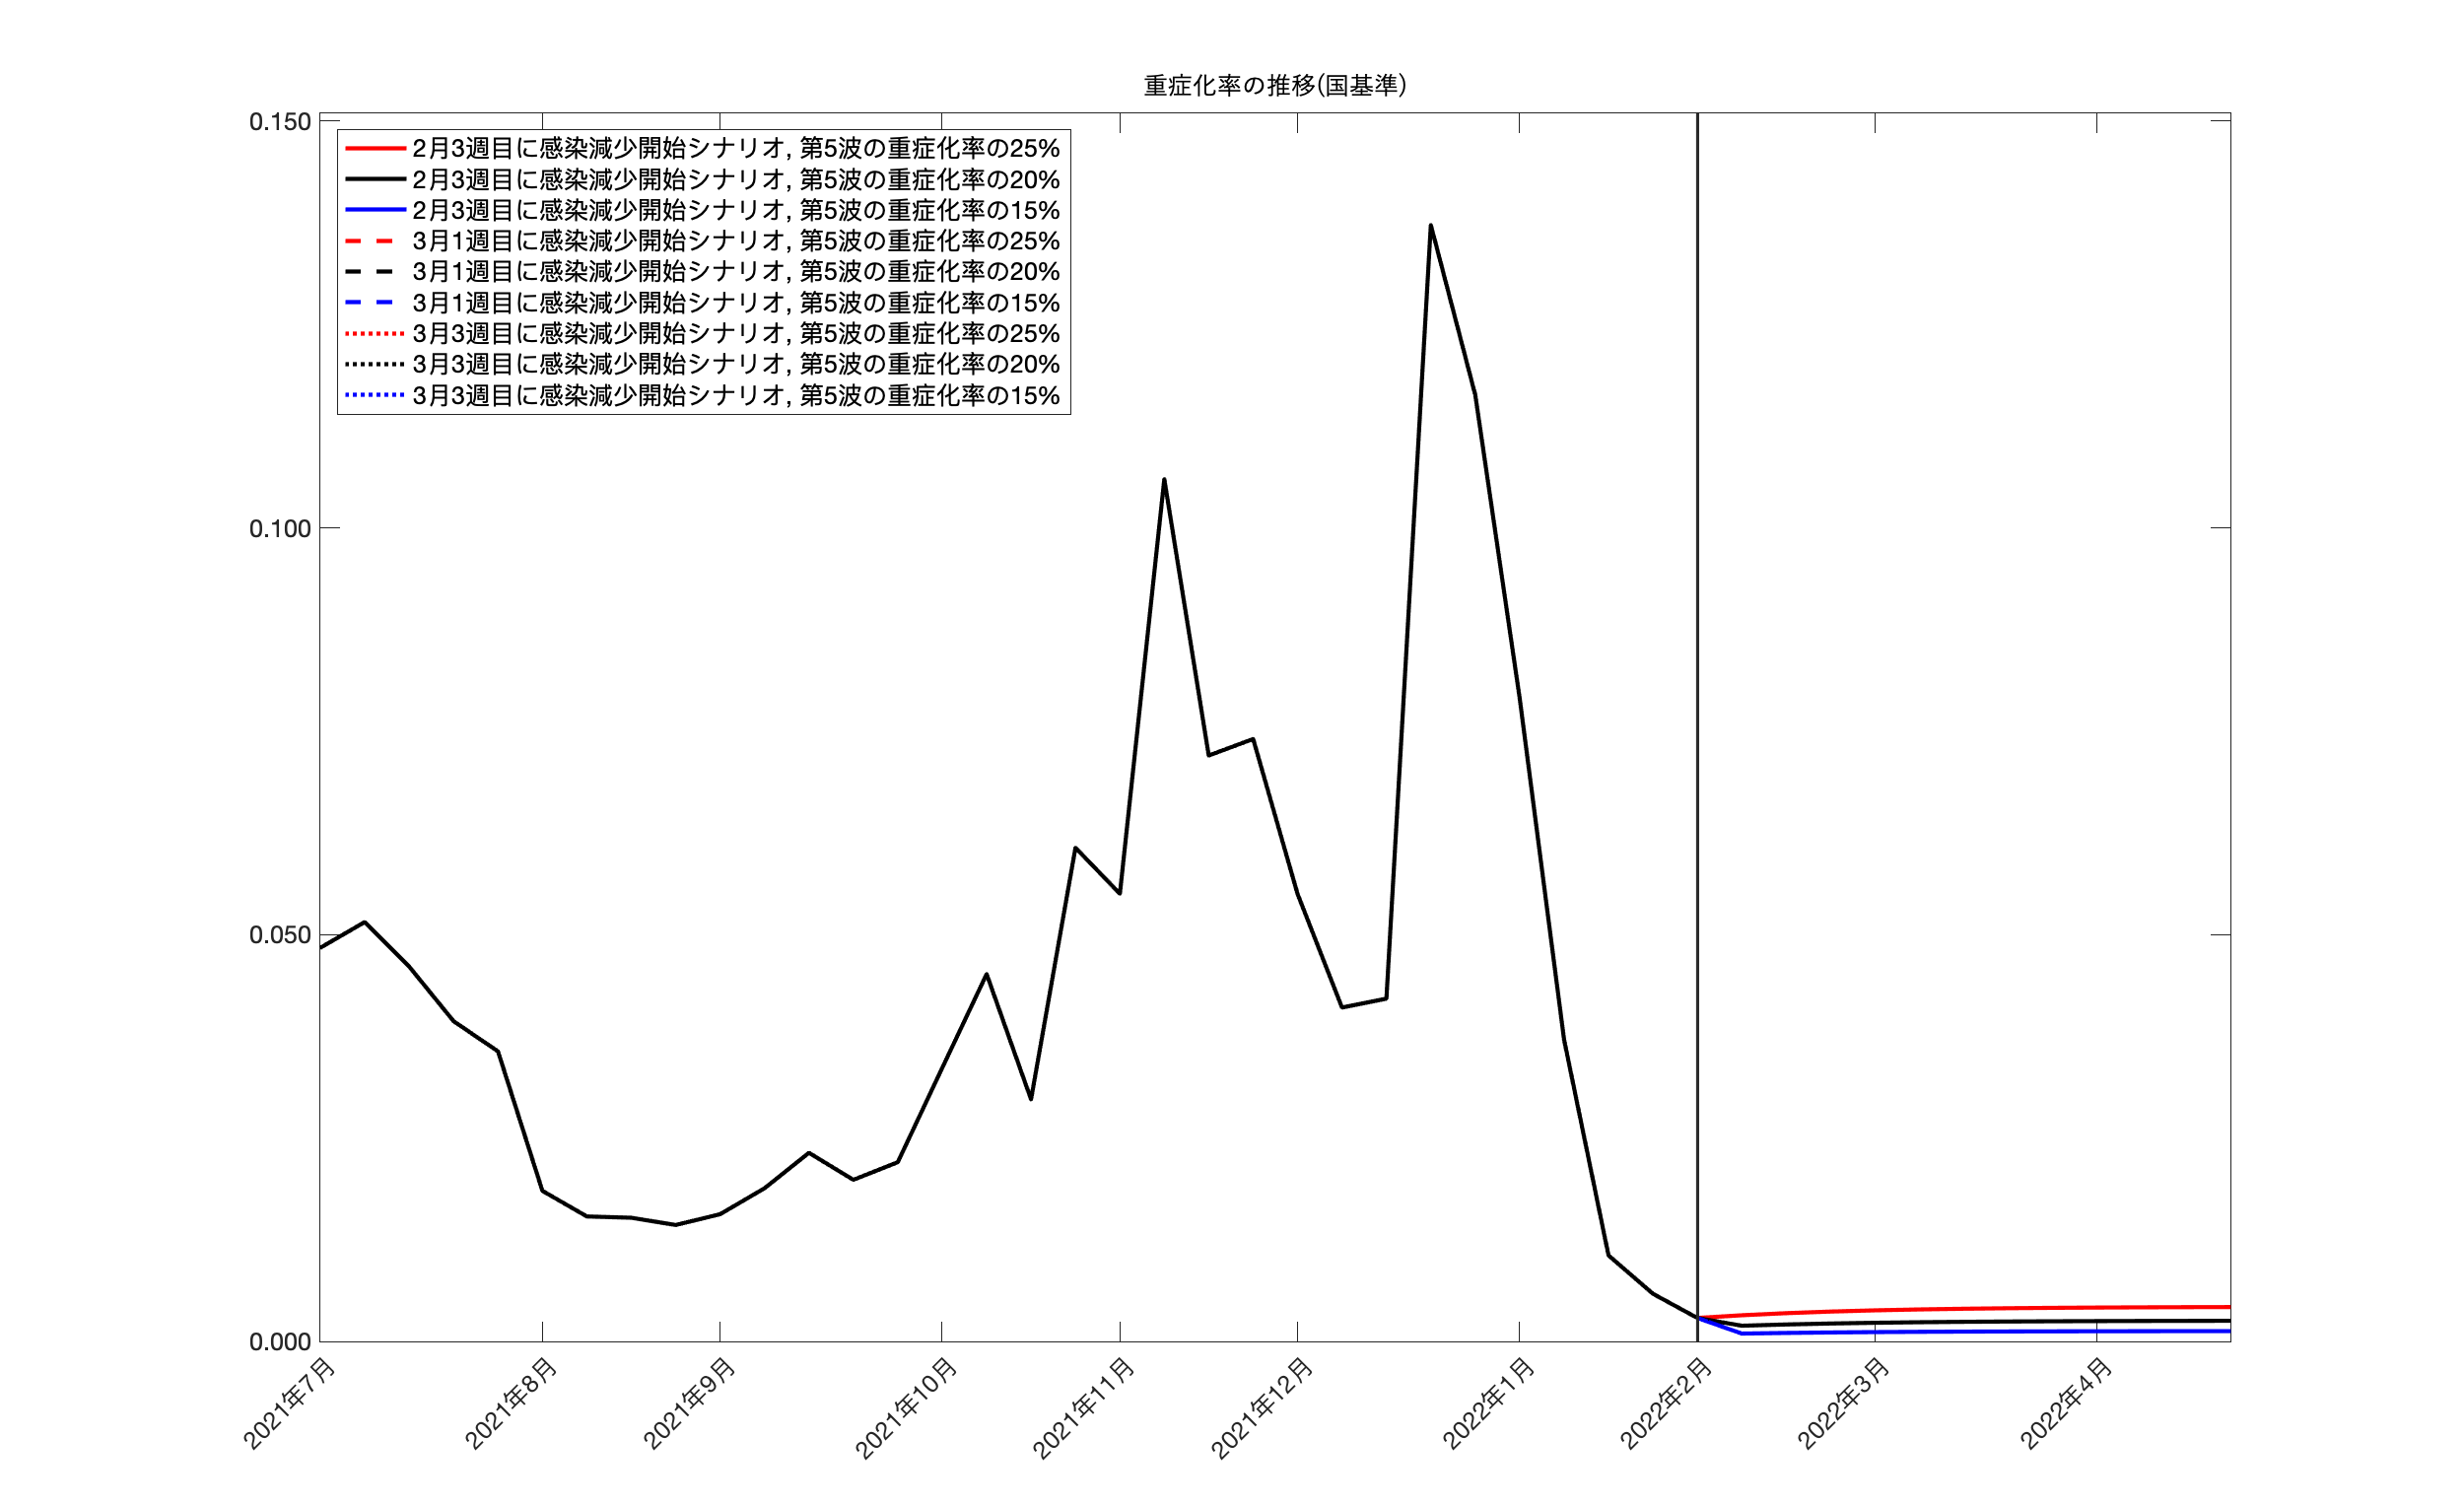 重症化率の推移(国基準)
0.150
0.100
0.050
0.000
2月3週目に感染減少開始シナリオ, 第5波の重症化率の25%
2月3週目に感染減少開始シナリオ, 第5波の重症化率の20%
2月3週目に感染減少開始シナリオ, 第5波の重症化率の15%
3月1週目に感染減少開始シナリオ, 第5波の重症化率の25%
3月1週目に感染減少開始シナリオ, 第5波の重症化率の20%
3月1週目に感染減少開始シナリオ, 第5波の重症化率の15%
3月3週目に感染減少開始シナリオ, 第5波の重症化率の25%
3月3週目に感染減少開始シナリオ, 第5波の重症化率の20%
3月3週目に感染減少開始シナリオ, 第5波の重症化率の15%
2021年7月
2021年8月
2021年9月
2021年10月
2021年11月
2021年12月
2022年1月
2022年2月
2022年3月
2022年4月